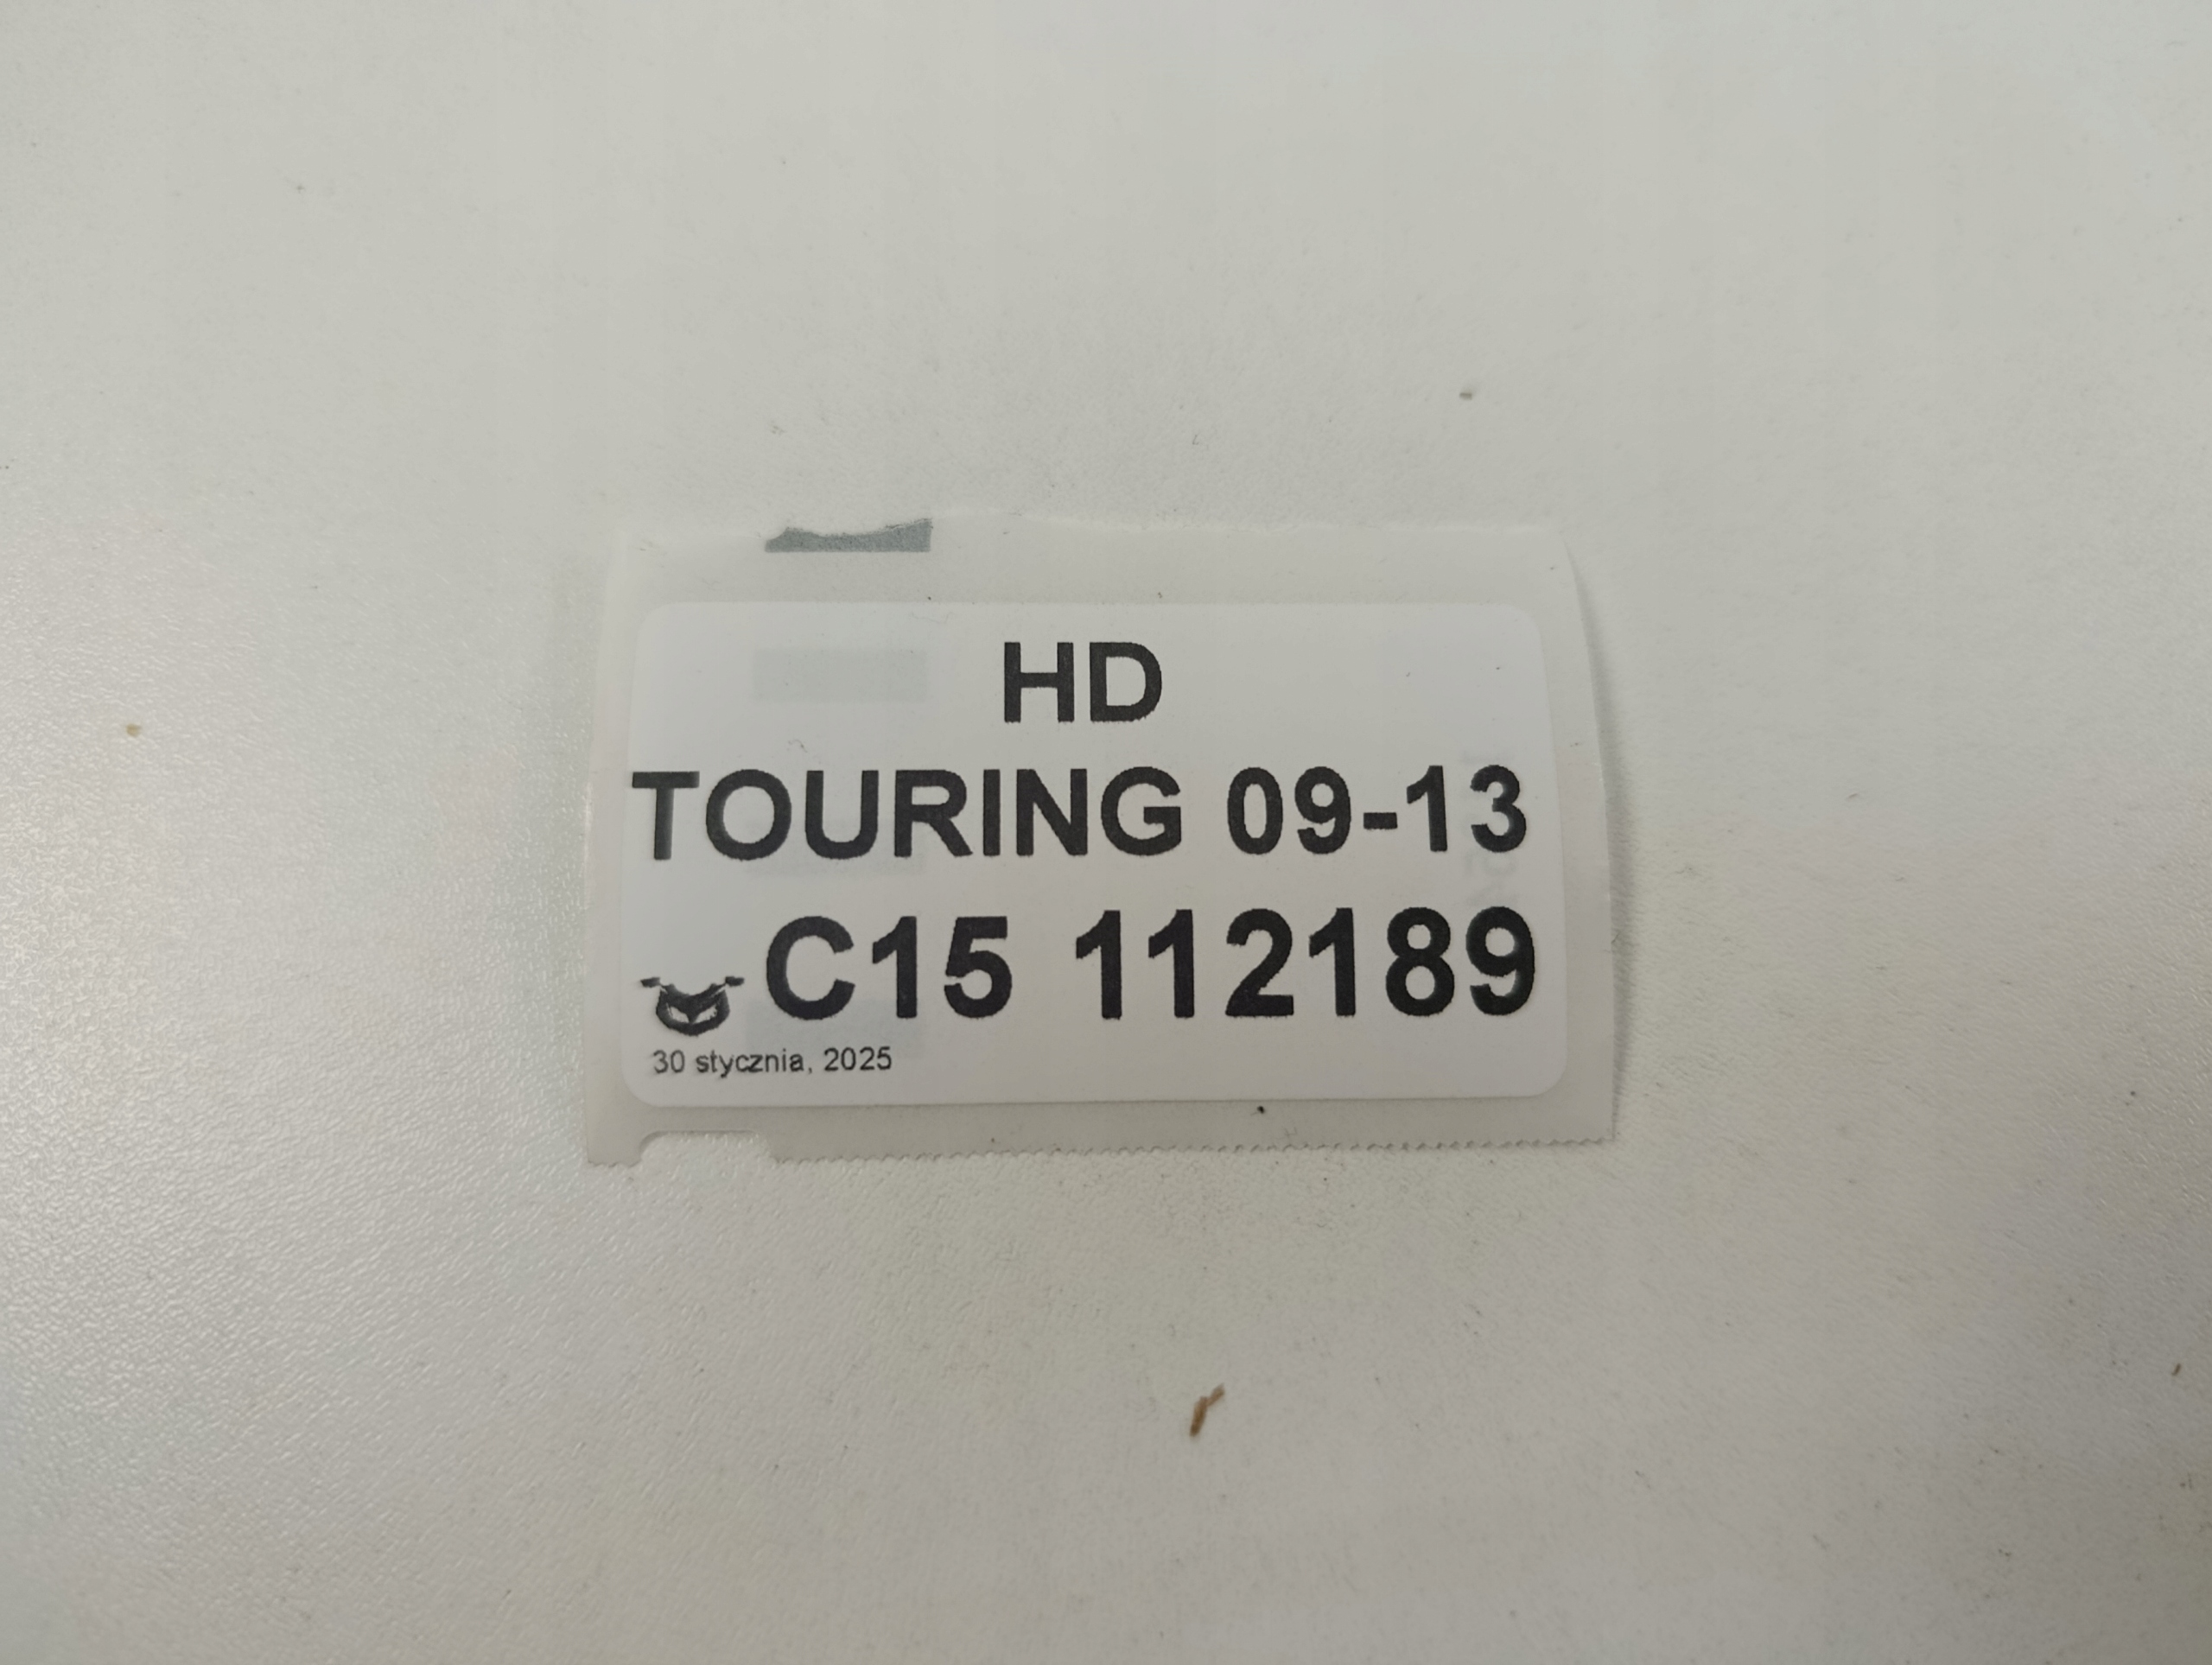 HD
TOURING 09-13
C15 112189
30 stycznia, 2025